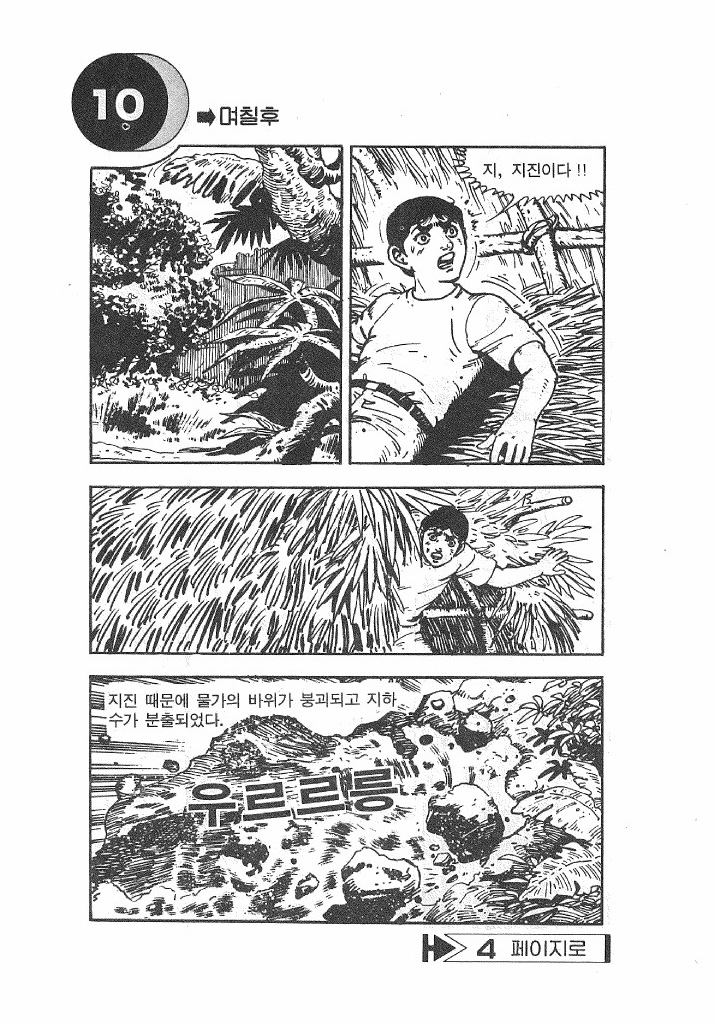 10
➡며칠후
지, 지진이다 !!
지진 때문에 물가의 바위가 붕괴되고 지하
수가 분출되었다.
우르르릉
4 페이지로